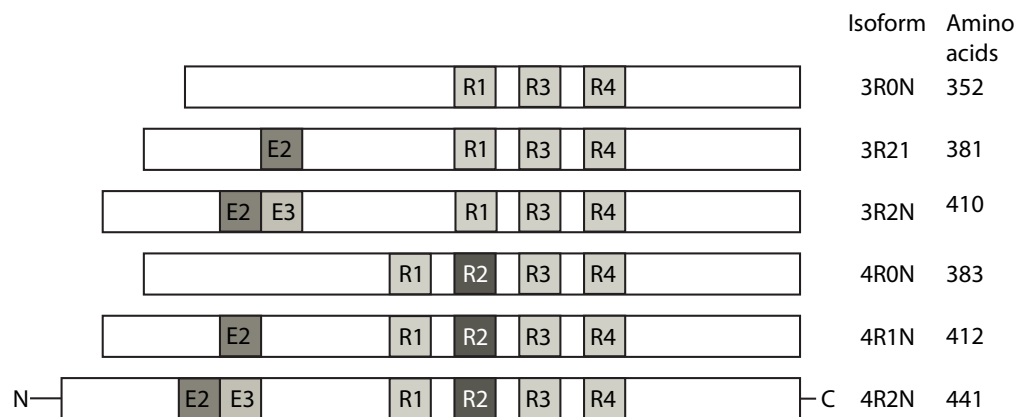 Isoform Amino acids
R1 R3 R4 3R0N 352
E2 R1 R3 R4 3R21 381
E2 E3 R1 R3 R4 3R2N 410
R1 R2 R3 R4 4R0N 383
E2 R1 R2 R3 R4 4R1N 412
N E2 E3 R1 R2 R3 R4 C 4R2N 441